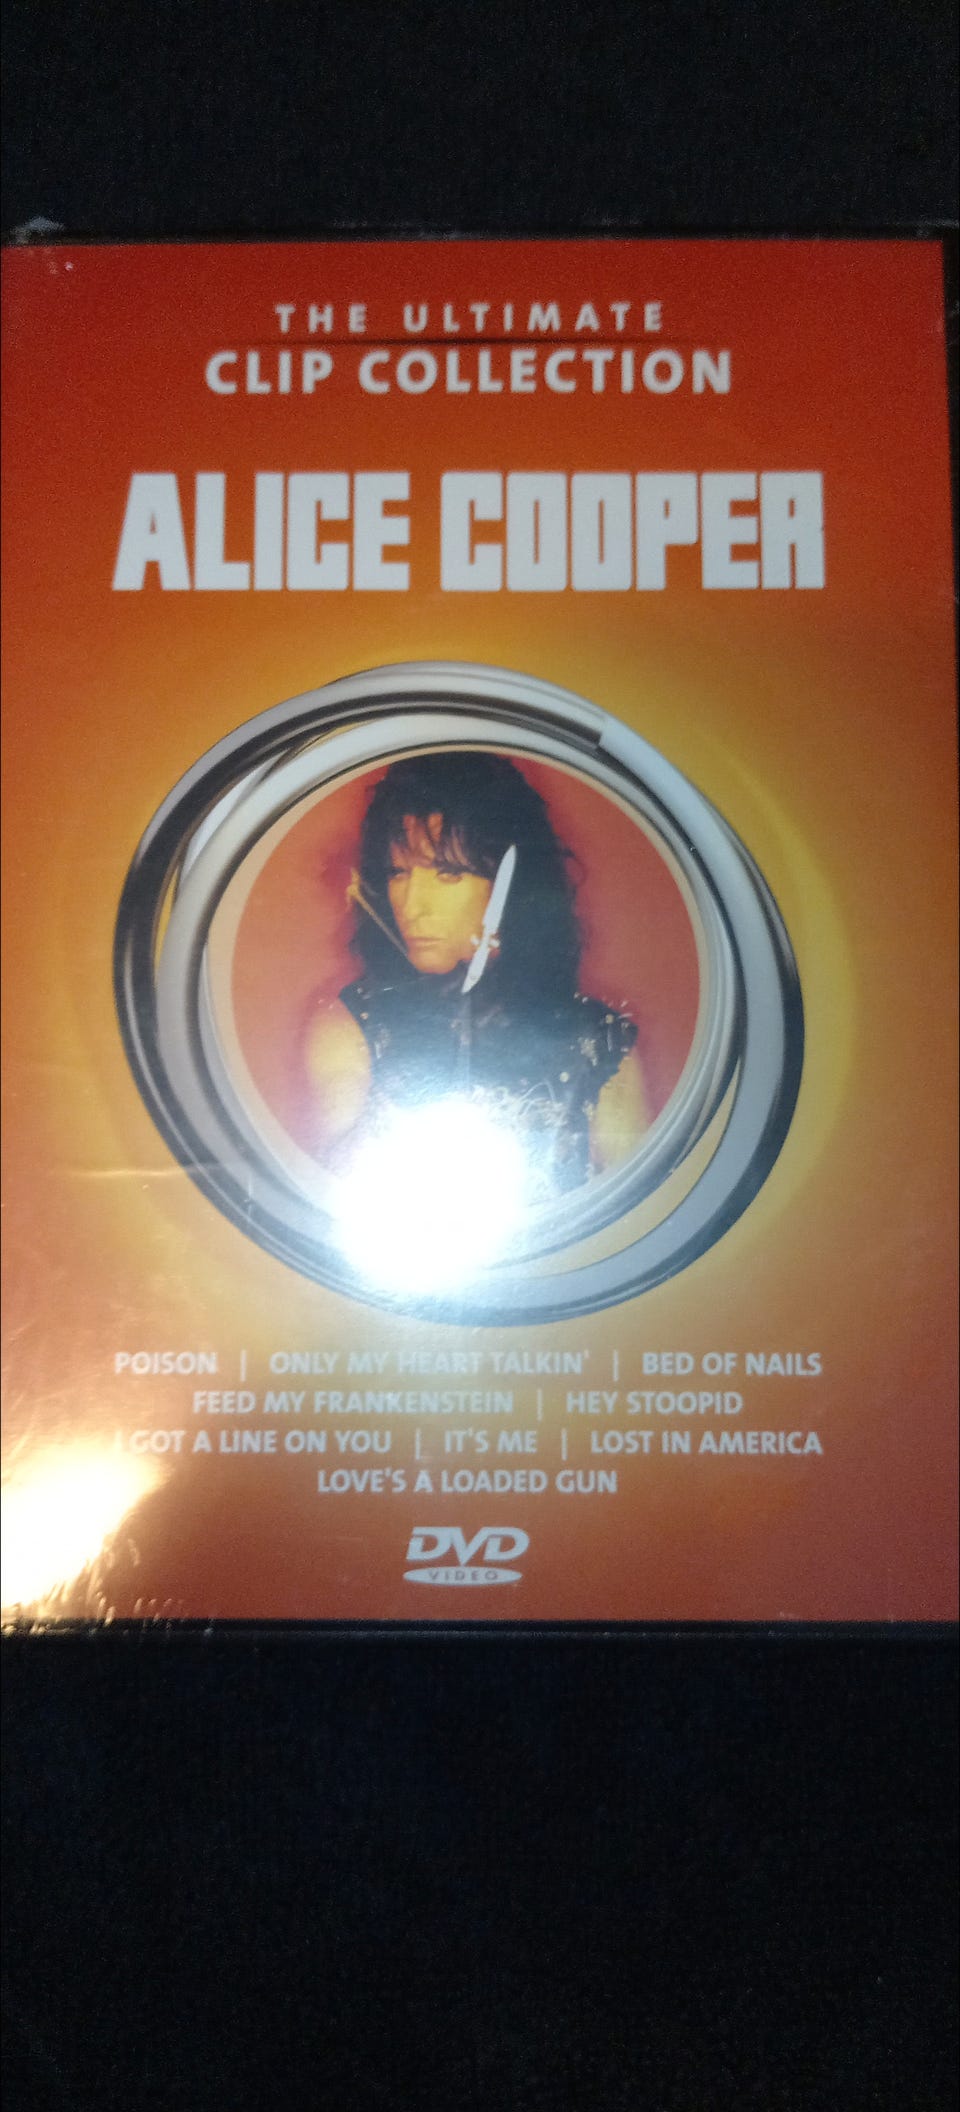 THE ULTIMATE
CLIP COLLECTION
ALICE COOPER
POISON | ONLY MY HEART TALKIN' | BED OF NAILS
FEED MY FRANKENSTEIN | HEY STOOPID
I GOT A LINE ON YOU | IT'S ME | LOST IN AMERICA
LOVE'S A LOADED GUN
DVD
VIDEO